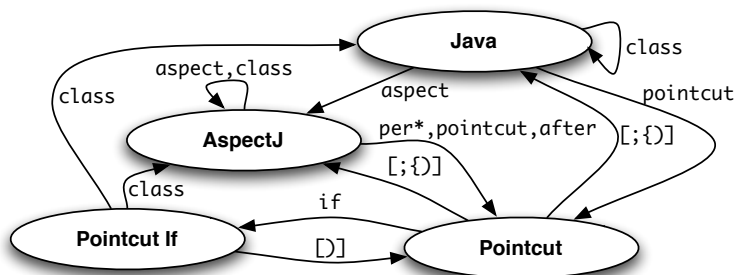 Java
class
aspect,class
class
aspect
pointcut
AspectJ
per*,pointcut,after
[;{)]
[;{)]
class
if
Pointcut If
[)]
Pointcut